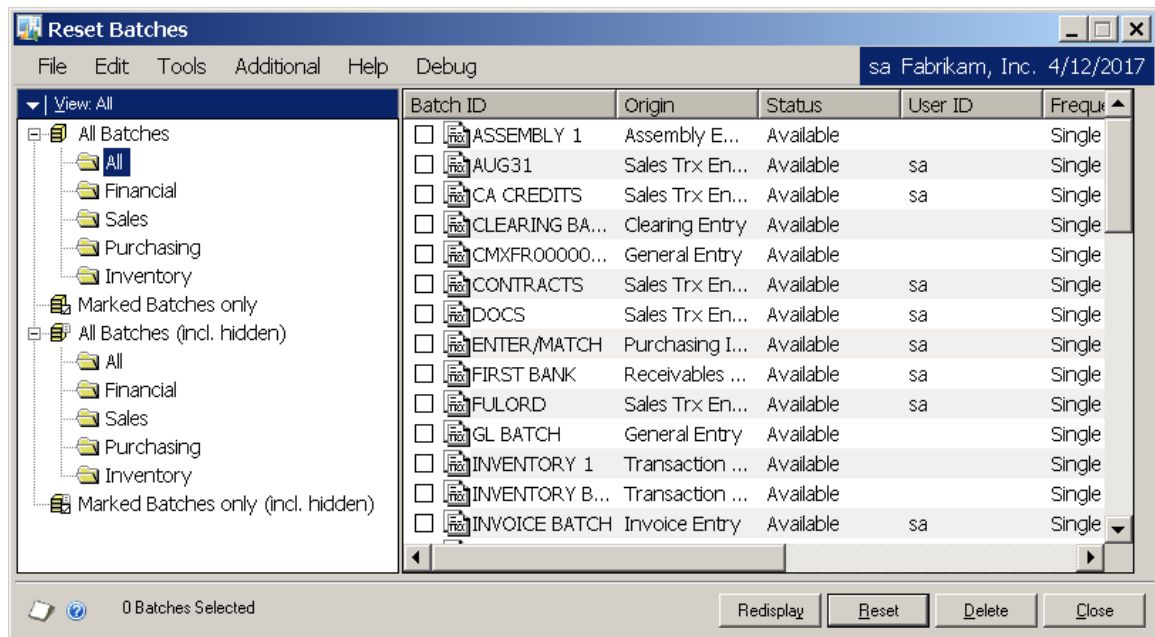 Reset Batches
File Edit Tools Additional Help Debug sa Fabrikam, Inc. 4/12/2017
View: All
All Batches
All
Financial
Sales
Purchasing
Inventory
Marked Batches only
All Batches (incl. hidden)
All
Financial
Sales
Purchasing
Inventory
Marked Batches only (incl. hidden)
Batch ID Origin Status User ID Freque
ASSEMBLY 1 Assembly E... Available Single
AUG31 Sales Trx En... Available sa Single
CA CREDITS Sales Trx En... Available sa Single
CLEARING BA... Clearing Entry Available Single
CMXFR00000... General Entry Available Single
CONTRACTS Sales Trx En... Available sa Single
DOCS Sales Trx En... Available sa Single
ENTER/MATCH Purchasing I... Available sa Single
FIRST BANK Receivables ... Available sa Single
FULORD Sales Trx En... Available sa Single
GL BATCH General Entry Available Single
INVENTORY 1 Transaction ... Available Single
INVENTORY B... Transaction ... Available Single
INVOICE BATCH Invoice Entry Available sa Single
0 Batches Selected Redisplay Reset Delete Close